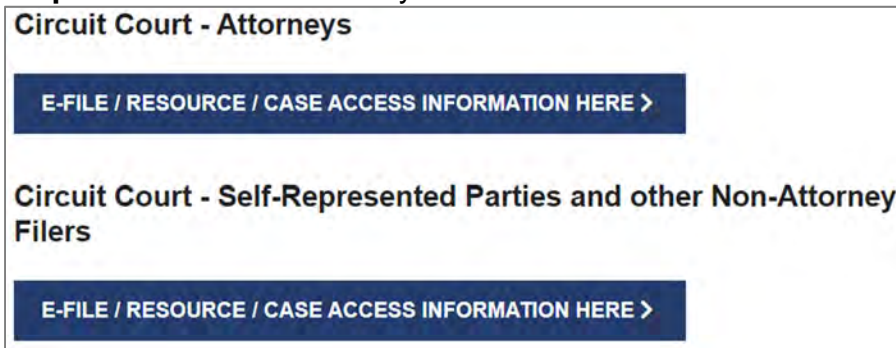 Circuit Court - Attorneys
E-FILE / RESOURCE / CASE ACCESS INFORMATION HERE >
Circuit Court - Self-Represented Parties and other Non-Attorney
Filers
E-FILE / RESOURCE / CASE ACCESS INFORMATION HERE >